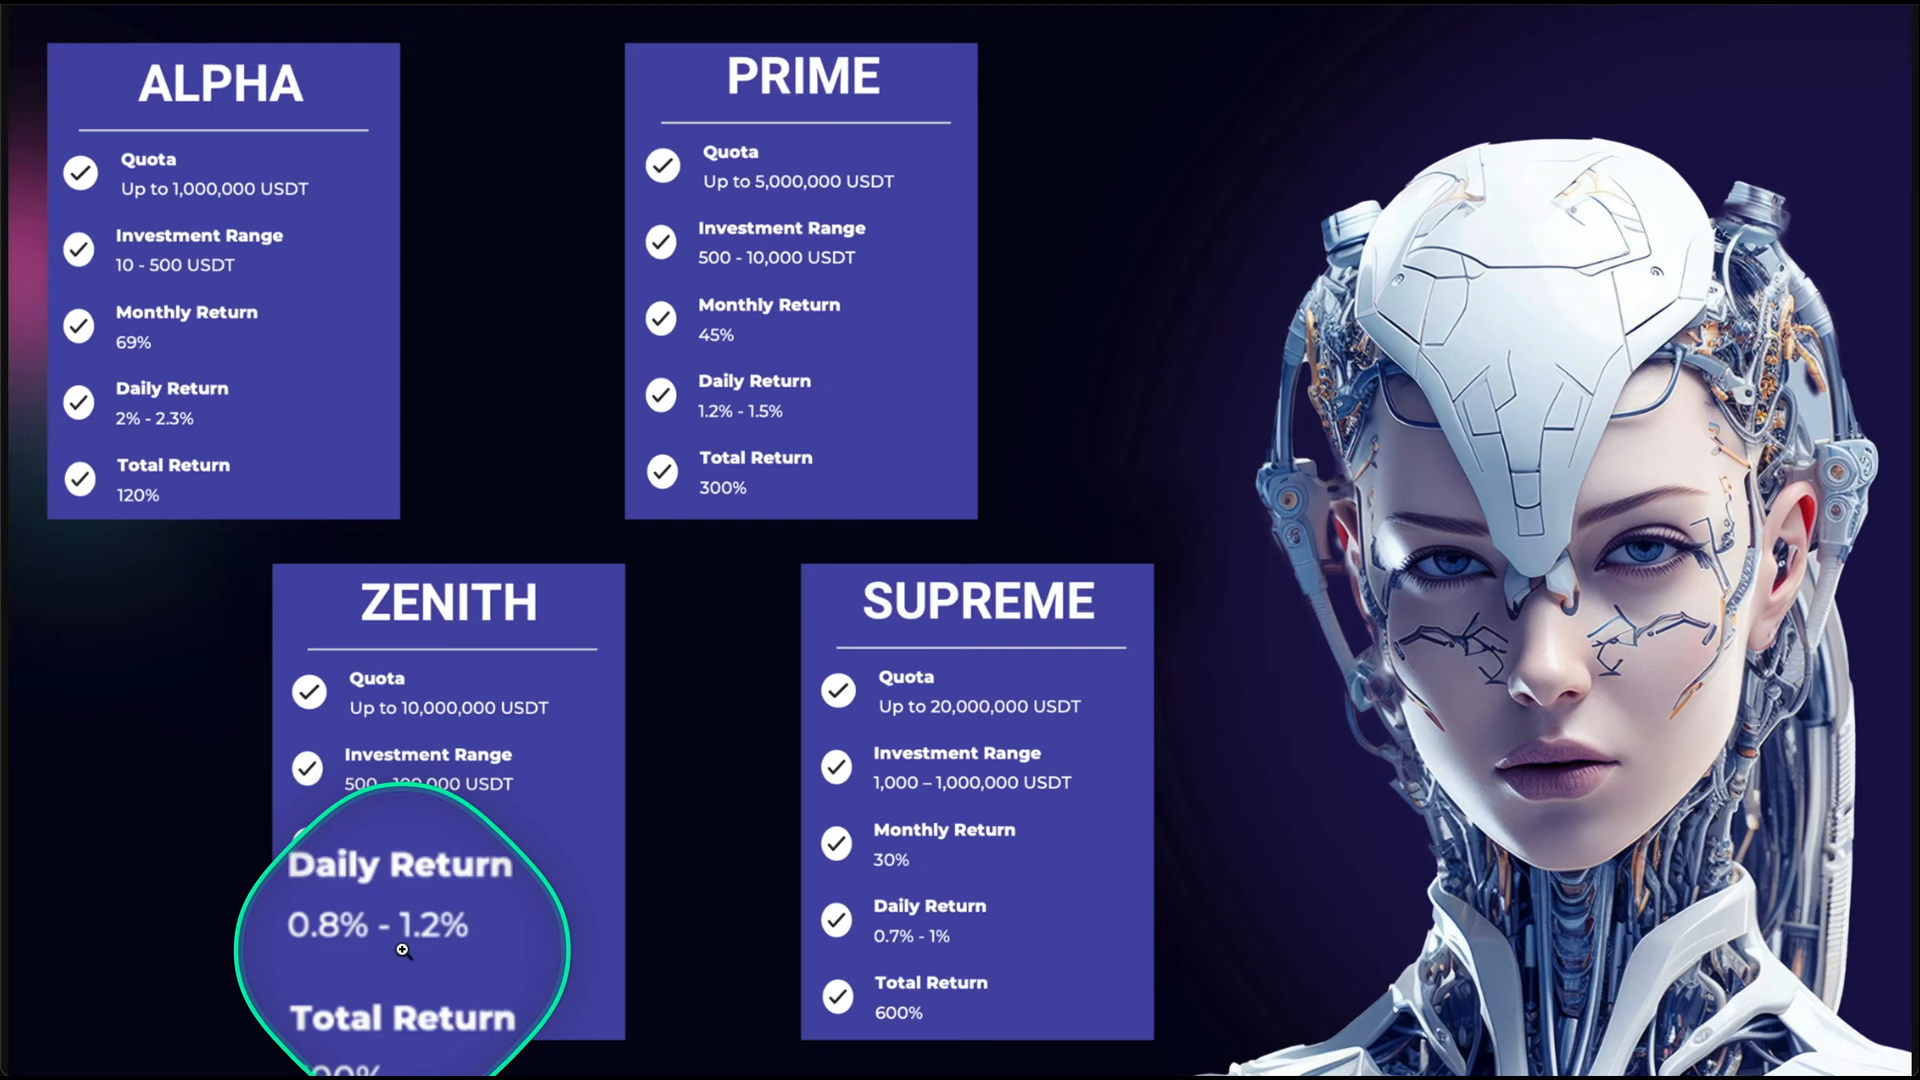 ALPHA
Quota
Up to 1,000,000 USDT
Investment Range
10 - 500 USDT
Monthly Return
69%
Daily Return
2% - 2.3%
Total Return
120%
PRIME
Quota
Up to 5,000,000 USDT
Investment Range
500 - 10,000 USDT
Monthly Return
45%
Daily Return
1.2% - 1.5%
Total Return
300%
ZENITH
Quota
Up to 10,000,000 USDT
Investment Range
500 - 100,000 USDT
Daily Return
0.8% - 1.2%
Total Return
SUPREME
Quota
Up to 20,000,000 USDT
Investment Range
1,000 – 1,000,000 USDT
Monthly Return
30%
Daily Return
0.7% - 1%
Total Return
600%